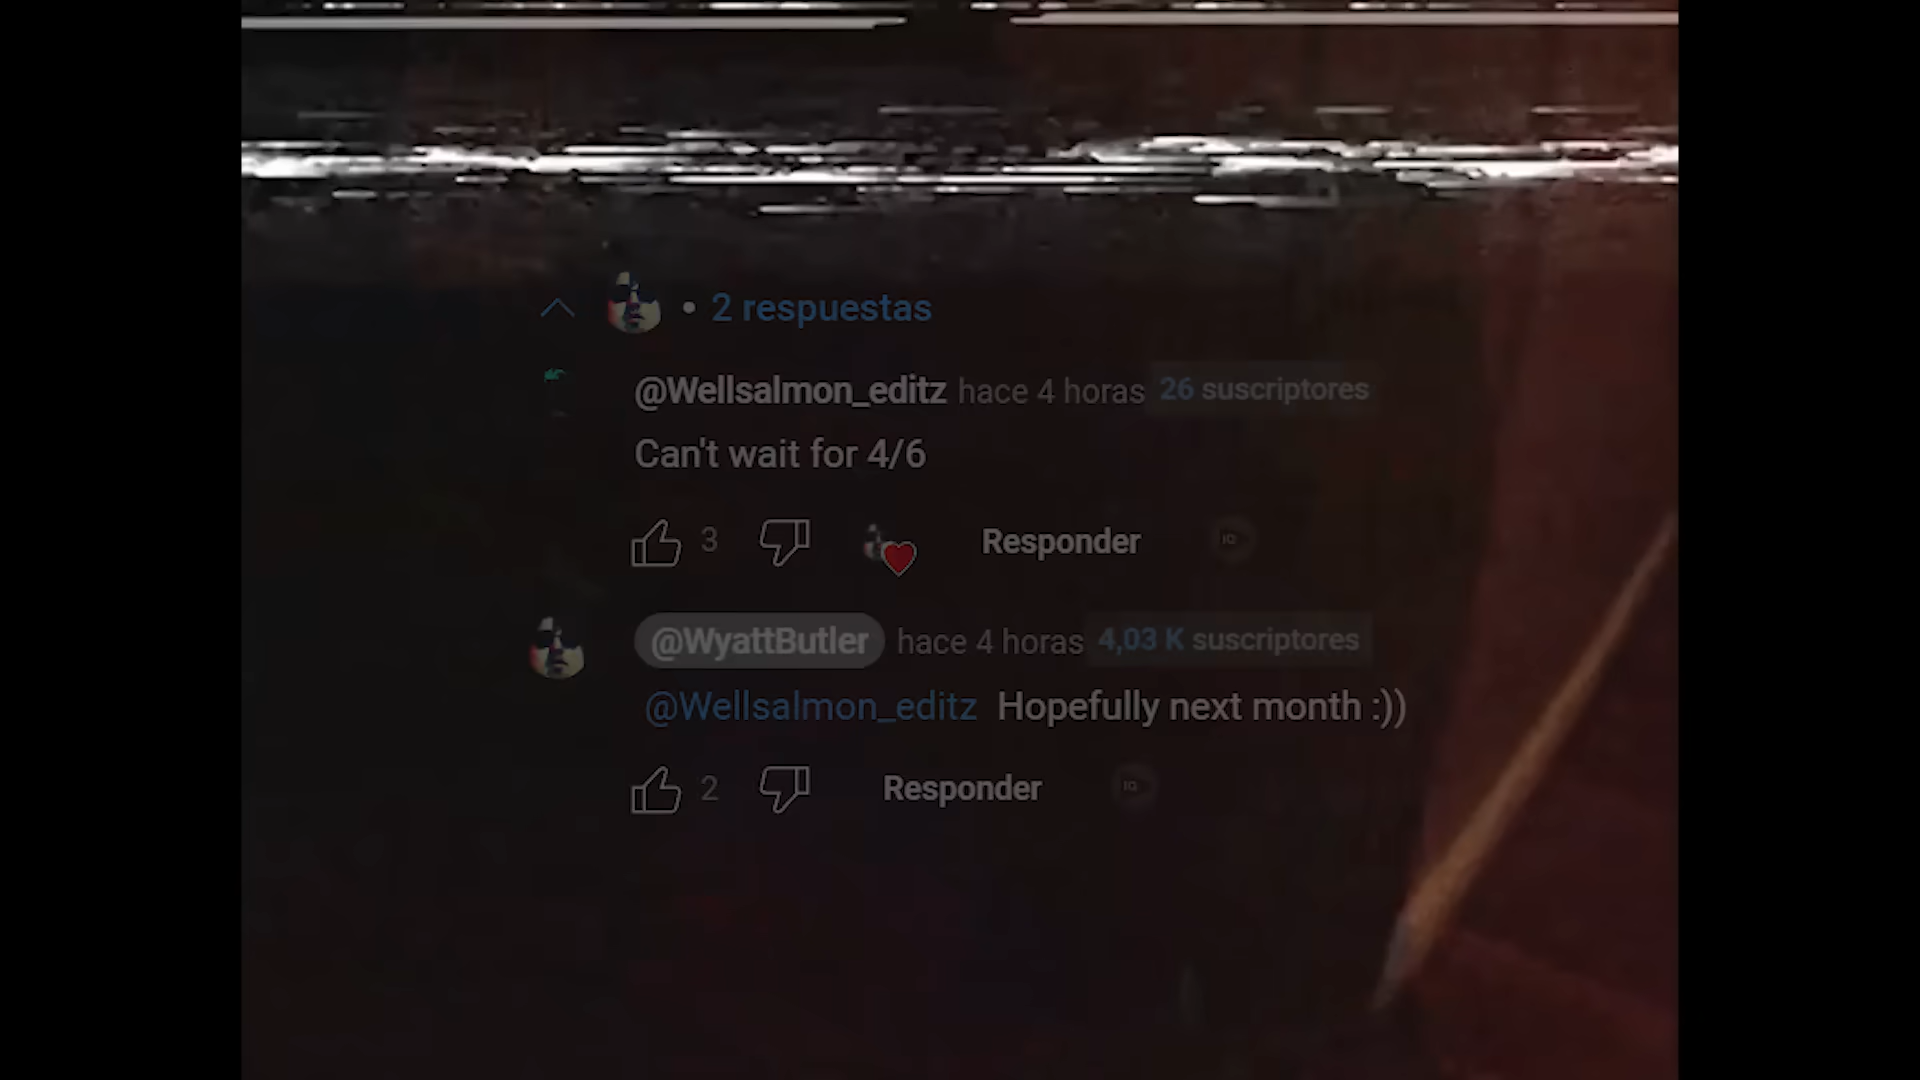 • 2 respuestas
@Wellsalmon_editz hace 4 horas 26 suscriptores
Can't wait for 4/6
3 Responder
@WyattButler hace 4 horas 4,03 K suscriptores
@Wellsalmon_editz Hopefully next month :))
2 Responder